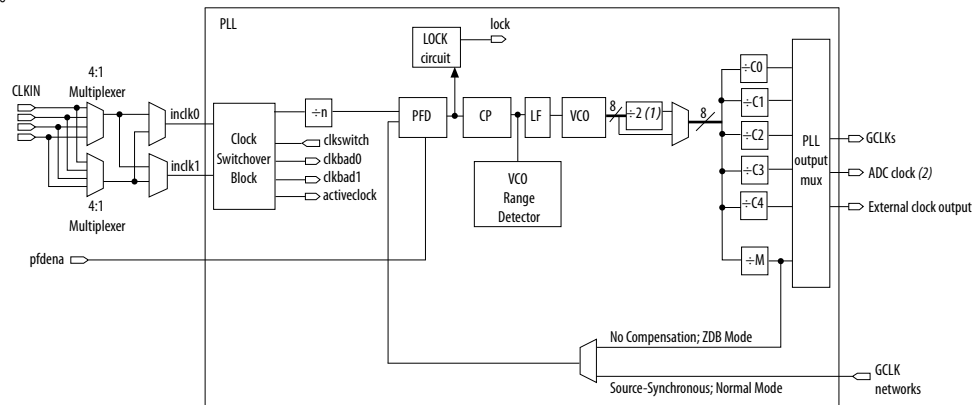 PLL
lock
LOCK
circuit
4:1
Multiplexer
CLKIN
inclk0
inclk1
4:1
Multiplexer
Clock
Switchover
Block
÷n
clkswitch
clkbad0
clkbad1
activeclock
pfdena
PFD
CP
LF
VCO
VCO
Range
Detector
8
÷2 (1)
8
÷C0
÷C1
÷C2
÷C3
÷C4
÷M
PLL
output
mux
GCLKs
ADC clock (2)
External clock output
No Compensation; ZDB Mode
Source-Synchronous; Normal Mode
GCLK
networks